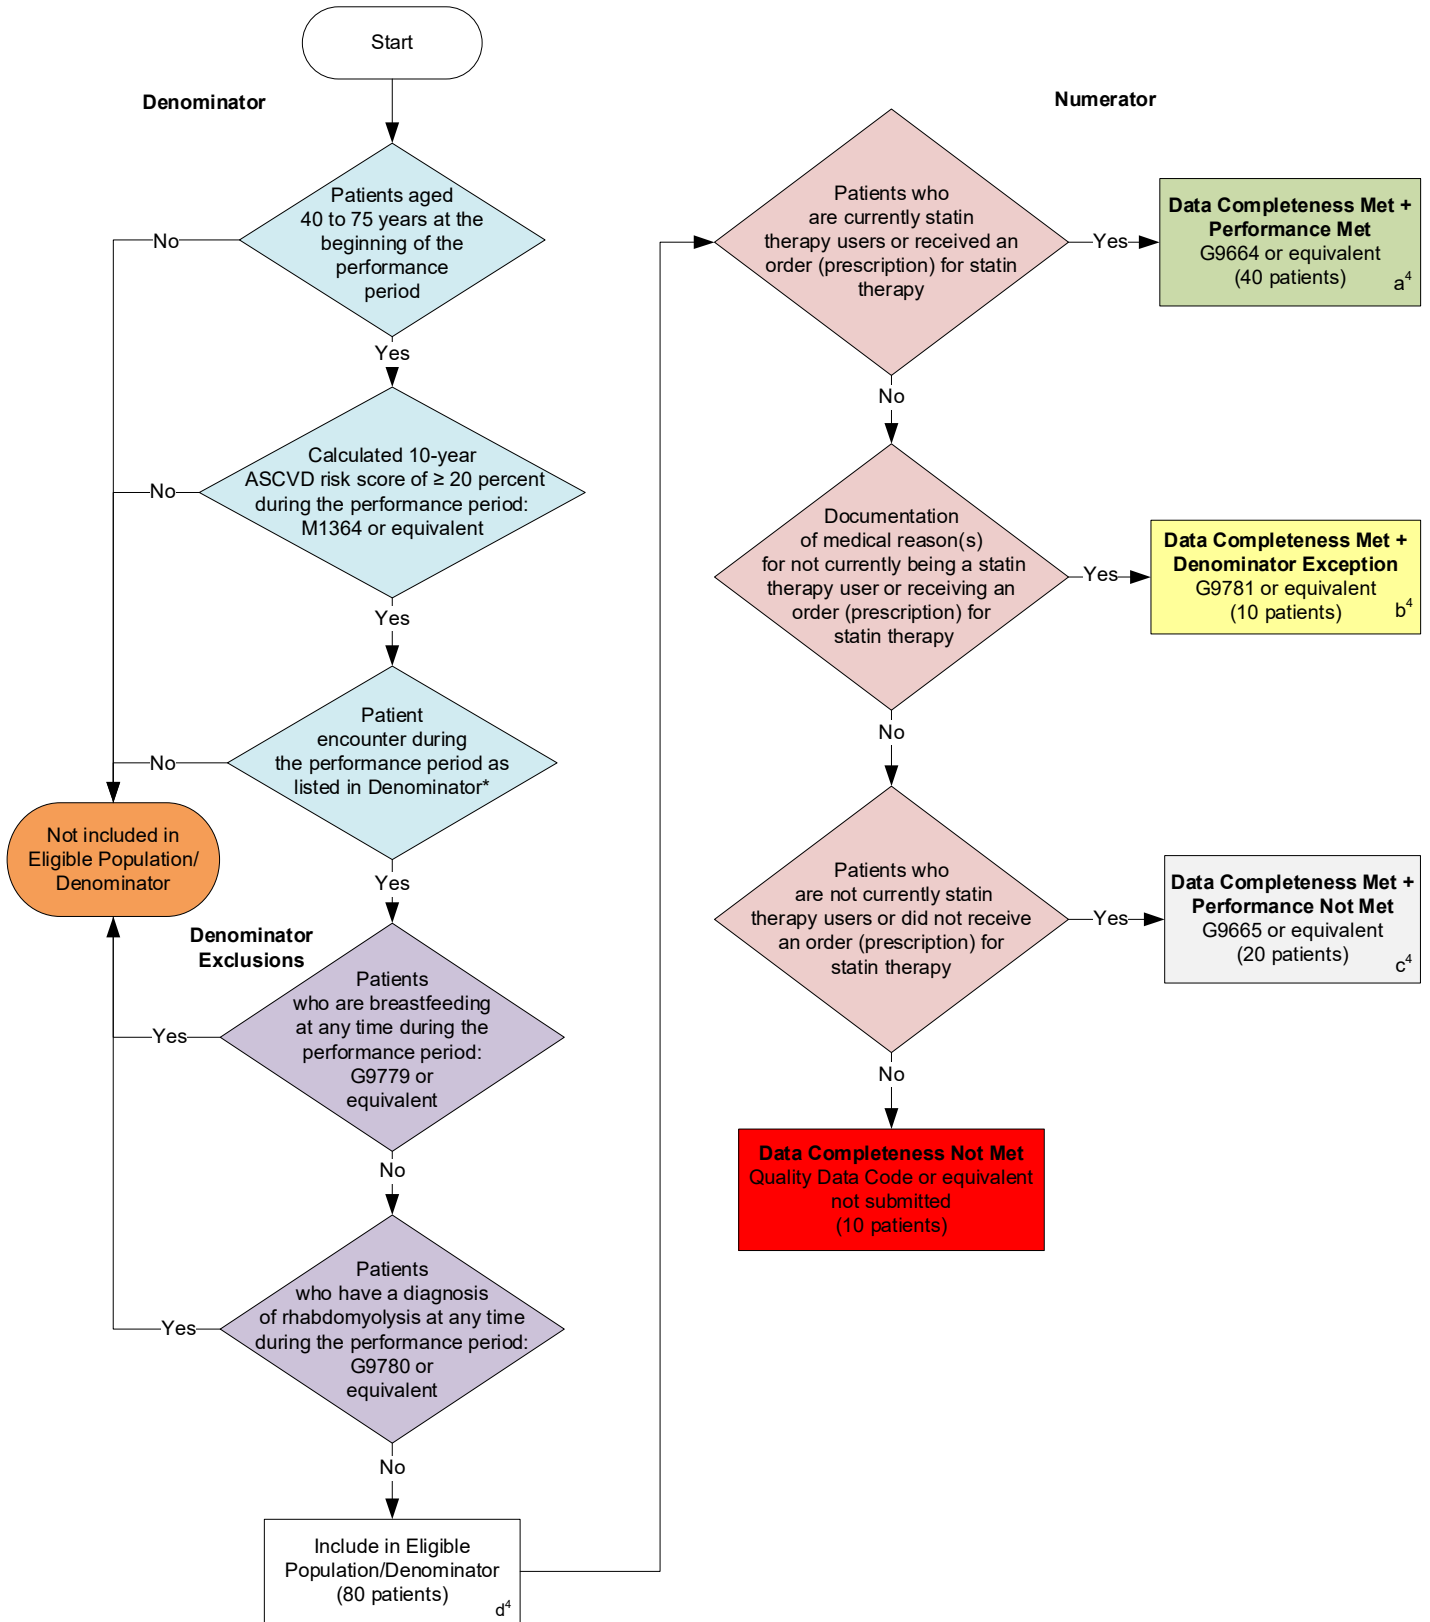 Start
Denominator
Patients aged
40 to 75 years at the
beginning of the
performance
period
No
Yes
Calculated 10-year
ASCVD risk score of ≥ 20 percent
during the performance period:
M1364 or equivalent
No
Yes
Patient
encounter during
the performance period as
listed in Denominator*
No
Not included in
Eligible Population/
Denominator
Yes
Denominator
Exclusions
Patients
who are breastfeeding
at any time during the
performance period:
G9779 or
equivalent
Yes
No
Patients
who have a diagnosis
of rhabdomyolysis at any time
during the performance period:
G9780 or
equivalent
Yes
No
Include in Eligible
Population/Denominator
(80 patients)
d⁴
Numerator
Patients who
are currently statin
therapy users or received an
order (prescription) for statin
therapy
Yes
Data Completeness Met +
Performance Met
G9664 or equivalent
(40 patients)
a⁴
No
Documentation
of medical reason(s)
for not currently being a statin
therapy user or receiving an
order (prescription) for
statin therapy
Yes
Data Completeness Met +
Denominator Exception
G9781 or equivalent
(10 patients)
b⁴
No
Patients who
are not currently statin
therapy users or did not receive
an order (prescription) for
statin therapy
Yes
Data Completeness Met +
Performance Not Met
G9665 or equivalent
(20 patients)
c⁴
No
Data Completeness Not Met
Quality Data Code or equivalent
not submitted
(10 patients)